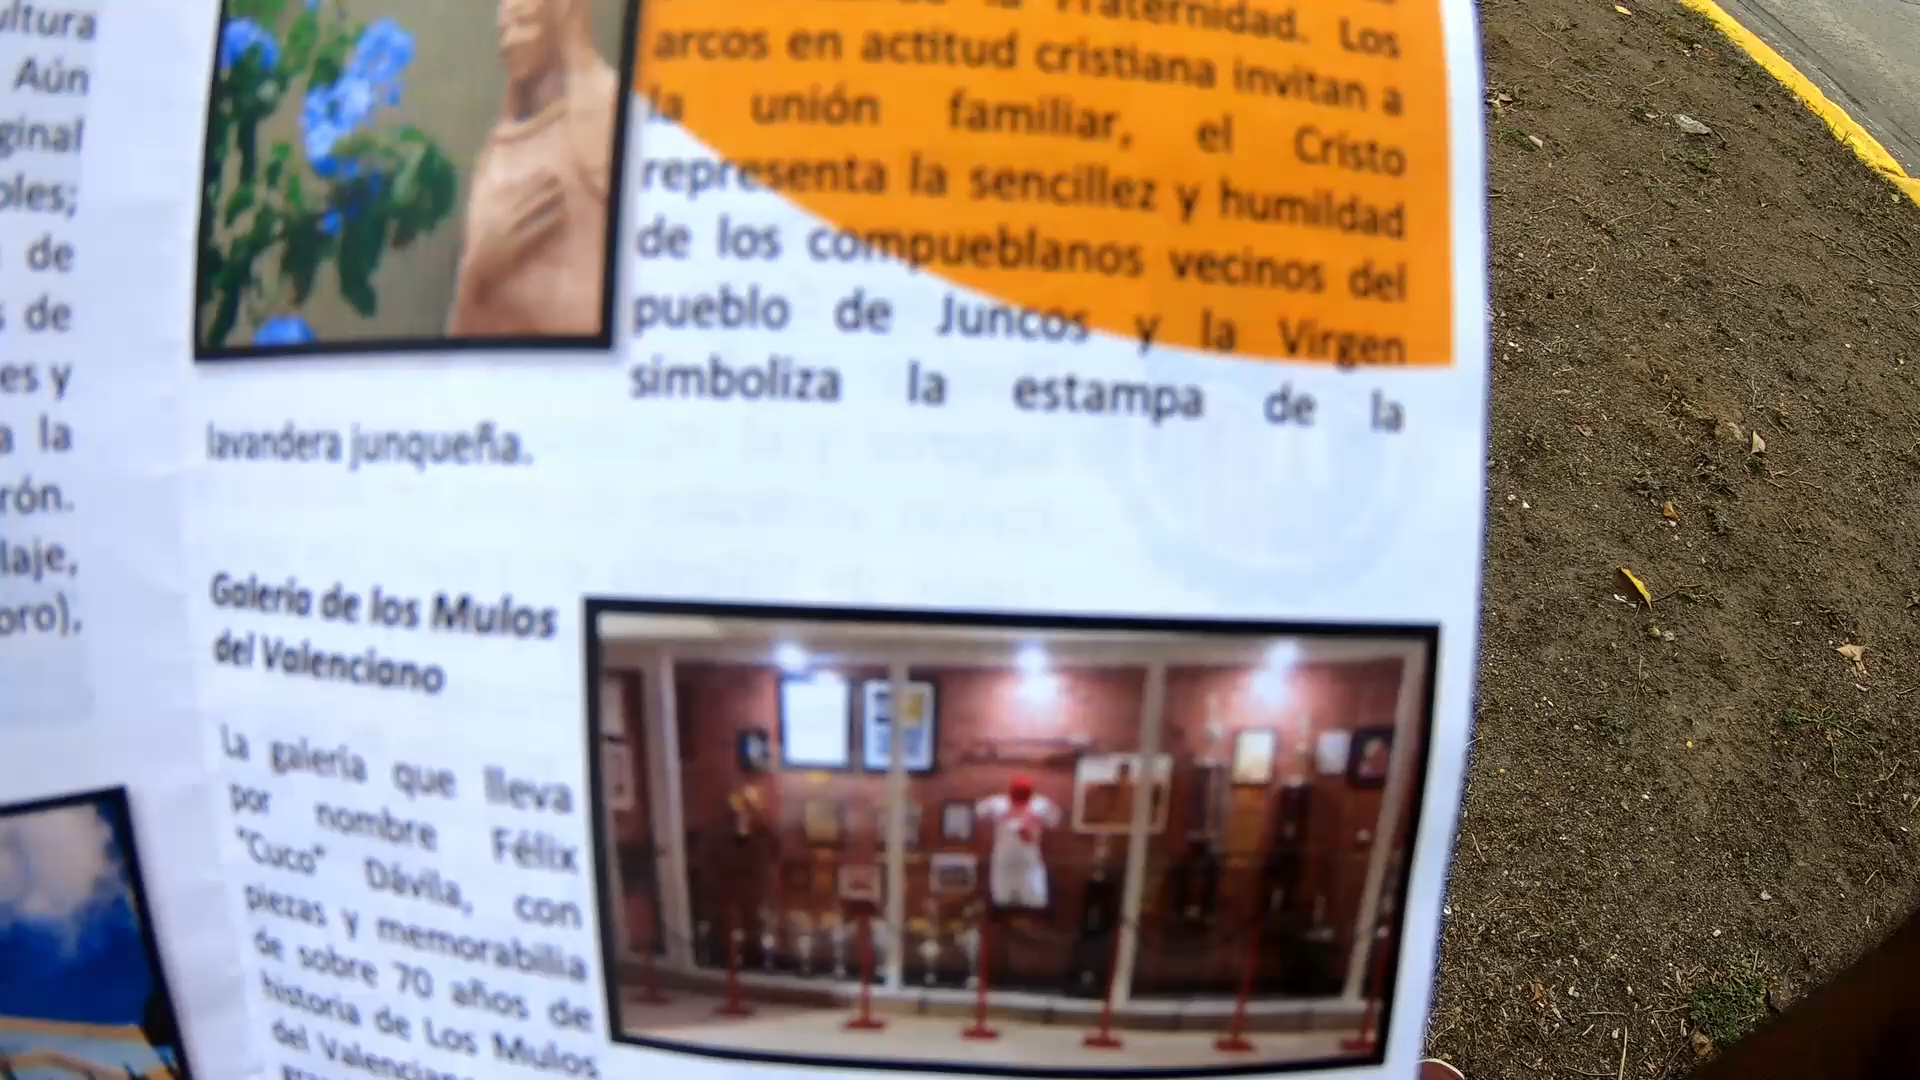 ultura
Aún
ginal
oles;
de
s de
es y
a la
rón.
laje,
oro),
la Fraternidad. Los
arcos en actitud cristiana invitan a
la unión familiar, el Cristo
representa la sencillez y humildad
de los compueblanos vecinos del
pueblo de Juncos y la Virgen
simboliza la estampa de la
lavandera junqueña.
Galería de los Mulos
del Valenciano
La galería que lleva
por nombre Félix
"Cuco" Dávila, con
piezas y memorabilia
de sobre 70 años de
historia de Los Mulos
del Valenciano